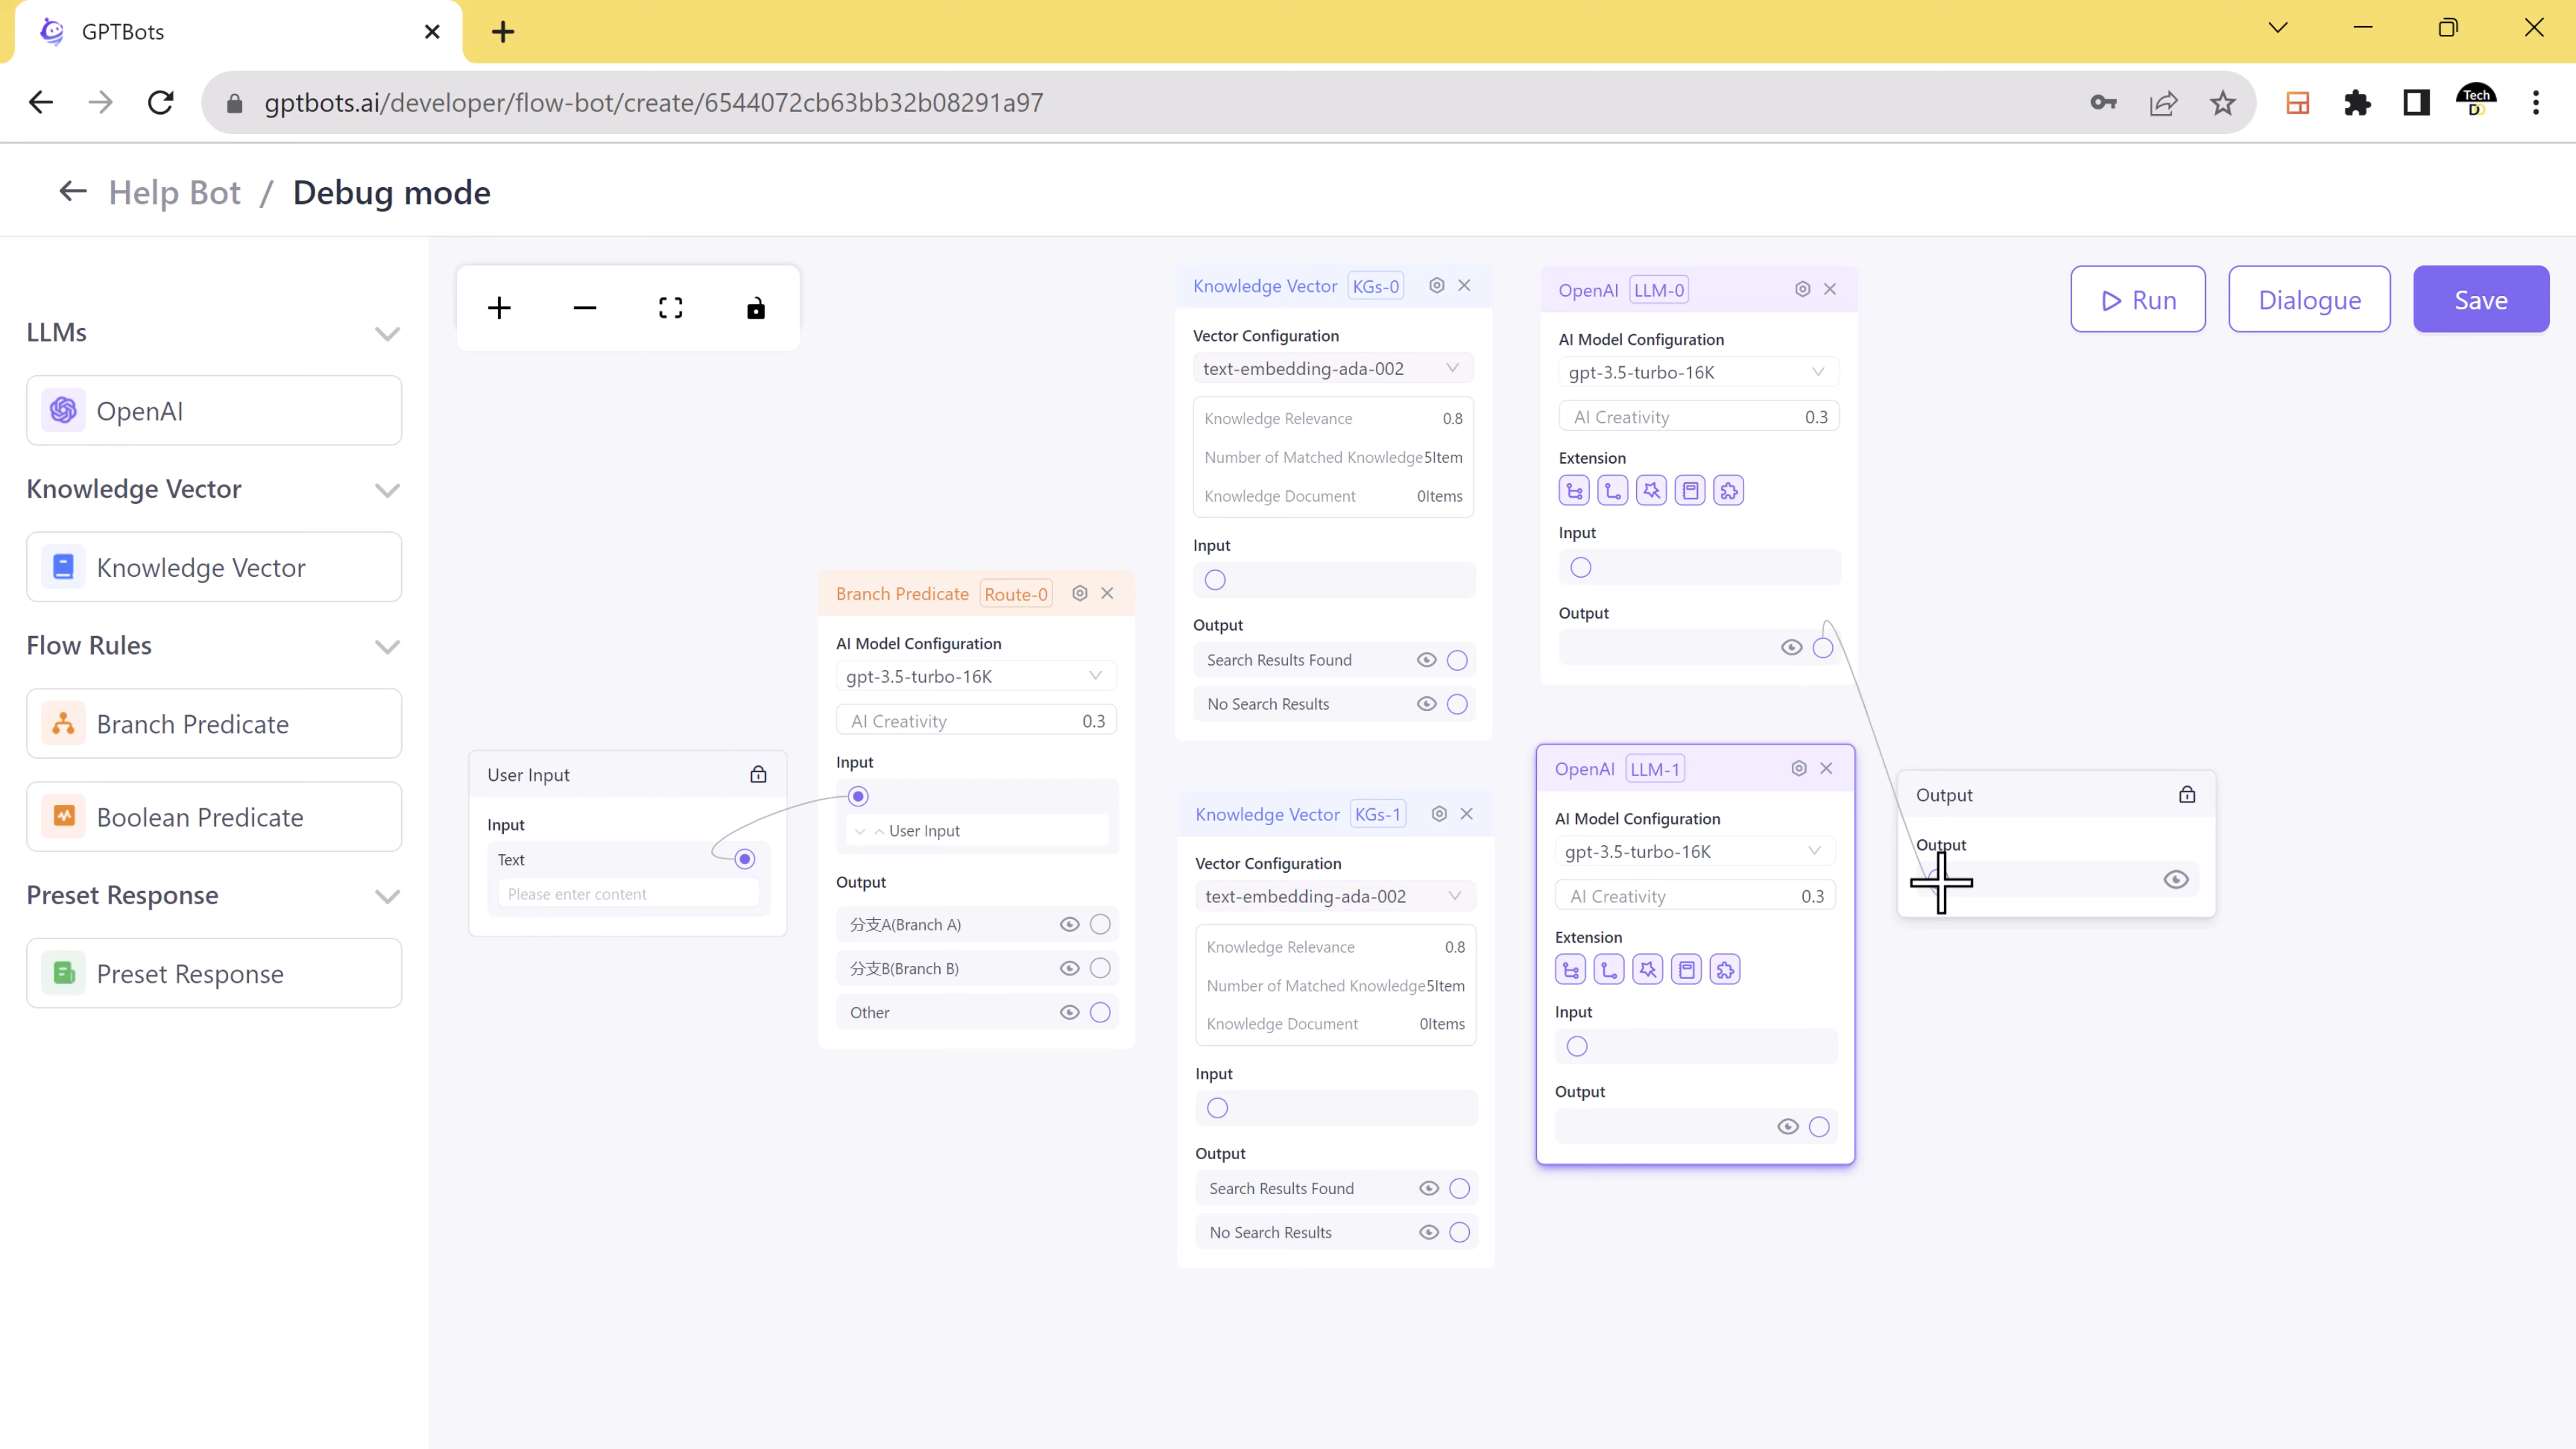 GPTBots
gptbots.ai/developer/flow-bot/create/6544072cb63bb32b08291a97
Tech
Help Bot / Debug mode
LLMs
OpenAI
Knowledge Vector
Knowledge Vector
Flow Rules
Branch Predicate
Boolean Predicate
Preset Response
Preset Response
User Input
Input
Text
Please enter content
Branch Predicate Route-0
AI Model Configuration
gpt-3.5-turbo-16K
AI Creativity 0.3
Input
User Input
Output
分支A(Branch A)
分支B(Branch B)
Other
Knowledge Vector KGs-0
Vector Configuration
text-embedding-ada-002
Knowledge Relevance 0.8
Number of Matched Knowledge5Item
Knowledge Document 0Items
Input
Output
Search Results Found
No Search Results
Knowledge Vector KGs-1
Vector Configuration
text-embedding-ada-002
Knowledge Relevance 0.8
Number of Matched Knowledge5Item
Knowledge Document 0Items
Input
Output
Search Results Found
No Search Results
OpenAI LLM-0
AI Model Configuration
gpt-3.5-turbo-16K
AI Creativity 0.3
Extension
Input
Output
OpenAI LLM-1
AI Model Configuration
gpt-3.5-turbo-16K
AI Creativity 0.3
Extension
Input
Output
Output
Output
Run
Dialogue
Save